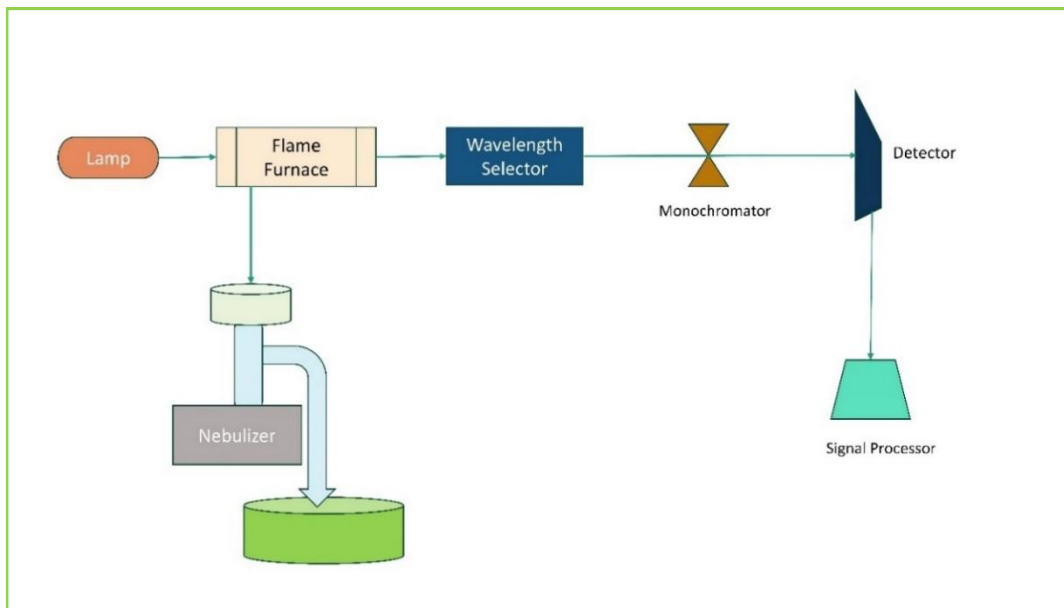 Lamp
Flame
Furnace
Wavelength
Selector
Monochromator
Detector
Nebulizer
Signal Processor